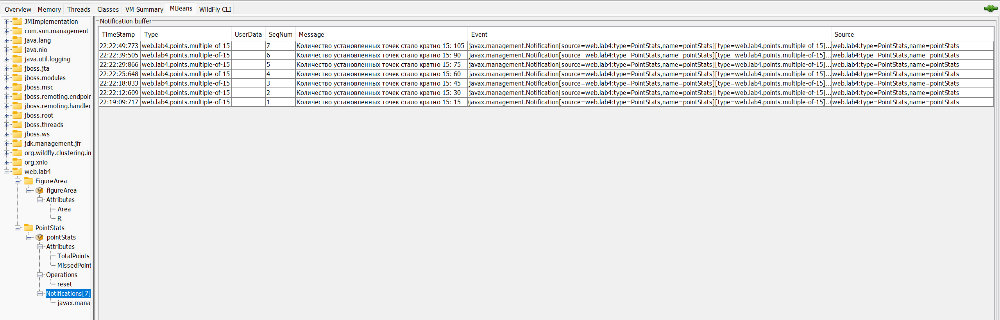 Overview Memory Threads Classes VM Summary MBeans WildFly CLI
JMImplementation
com.sun.management
java.lang
java.nio
java.util.logging
jboss.jta
jboss.modules
jboss.msc
jboss.remoting.endpoin
jboss.remoting.handler
jboss.root
jboss.threads
jboss.ws
jdk.management.jfr
org.wildfly.clustering.in
org.xnio
web.lab4
FigureArea
figureArea
Attributes
Area
R
PointStats
pointStats
Attributes
TotalPoints
MissedPoint
Operations
reset
Notifications[7]
javax.mana
Notification buffer
TimeStamp Type UserData SeqNum Message Event Source
22:22:49:773 web.lab4.points.multiple-of-15 7 Количество установленных точек стало кратно 15: 105 javax.management.Notification[source=web.lab4:type=PointStats,name=pointStats][type=web.lab4.points.multiple-of-15]... web.lab4:type=PointStats,name=pointStats
22:22:39:505 web.lab4.points.multiple-of-15 6 Количество установленных точек стало кратно 15: 90 javax.management.Notification[source=web.lab4:type=PointStats,name=pointStats][type=web.lab4.points.multiple-of-15]... web.lab4:type=PointStats,name=pointStats
22:22:29:866 web.lab4.points.multiple-of-15 5 Количество установленных точек стало кратно 15: 75 javax.management.Notification[source=web.lab4:type=PointStats,name=pointStats][type=web.lab4.points.multiple-of-15]... web.lab4:type=PointStats,name=pointStats
22:22:25:648 web.lab4.points.multiple-of-15 4 Количество установленных точек стало кратно 15: 60 javax.management.Notification[source=web.lab4:type=PointStats,name=pointStats][type=web.lab4.points.multiple-of-15]... web.lab4:type=PointStats,name=pointStats
22:22:18:833 web.lab4.points.multiple-of-15 3 Количество установленных точек стало кратно 15: 45 javax.management.Notification[source=web.lab4:type=PointStats,name=pointStats][type=web.lab4.points.multiple-of-15]... web.lab4:type=PointStats,name=pointStats
22:22:12:609 web.lab4.points.multiple-of-15 2 Количество установленных точек стало кратно 15: 30 javax.management.Notification[source=web.lab4:type=PointStats,name=pointStats][type=web.lab4.points.multiple-of-15]... web.lab4:type=PointStats,name=pointStats
22:19:09:717 web.lab4.points.multiple-of-15 1 Количество установленных точек стало кратно 15: 15 javax.management.Notification[source=web.lab4:type=PointStats,name=pointStats][type=web.lab4.points.multiple-of-15]... web.lab4:type=PointStats,name=pointStats